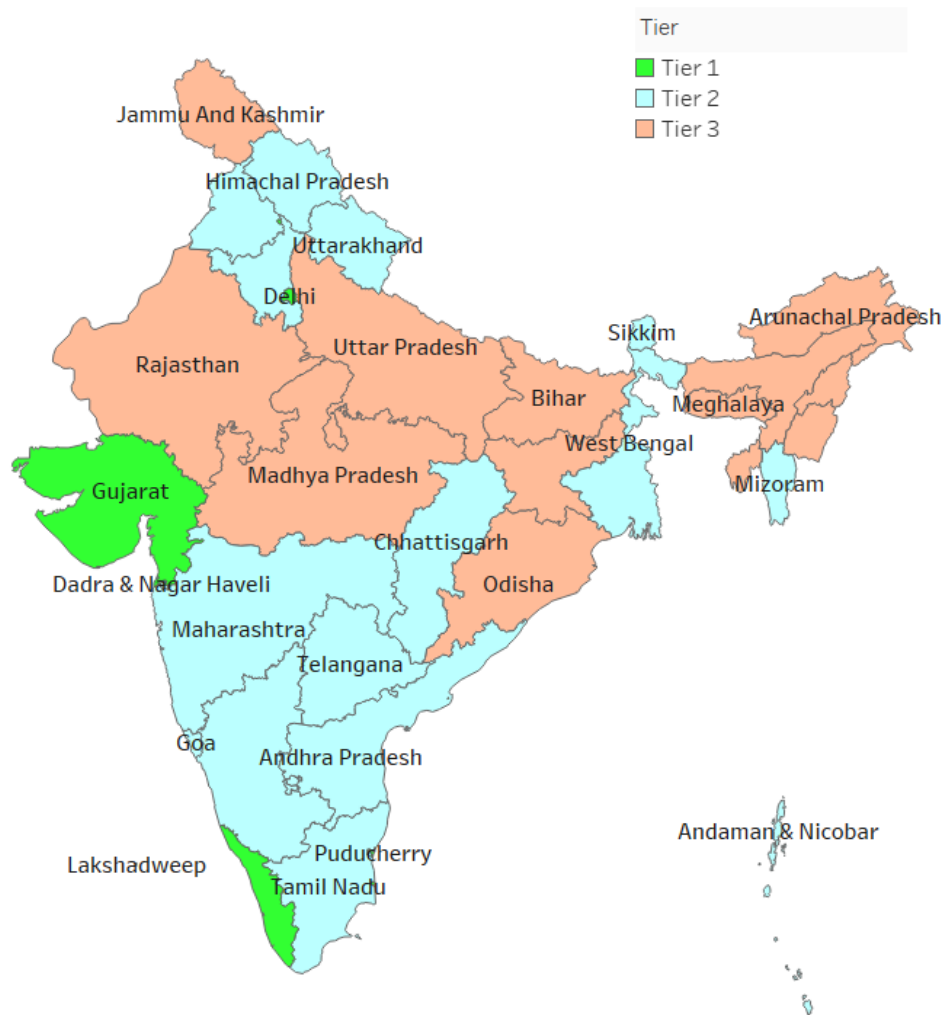 Tier
Tier 1
Tier 2
Tier 3
Jammu And Kashmir
Himachal Pradesh
Uttarakhand
Delhi
Arunachal Pradesh
Sikkim
Uttar Pradesh
Rajasthan
Bihar
Meghalaya
West Bengal
Madhya Pradesh
Mizoram
Gujarat
Chhattisgarh
Dadra & Nagar Haveli
Odisha
Maharashtra
Telangana
Goa
Andhra Pradesh
Andaman & Nicobar
Puducherry
Lakshadweep
Tamil Nadu